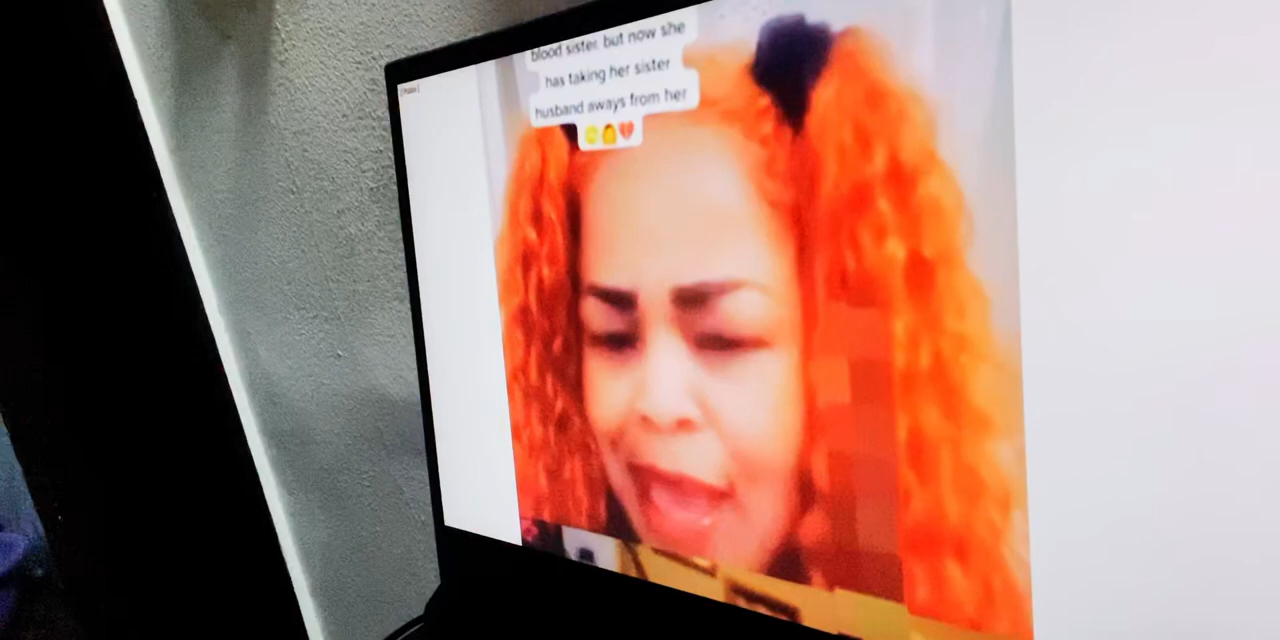 blood sister, but now she
has taking her sister
husband aways from her
🥲🤦💔